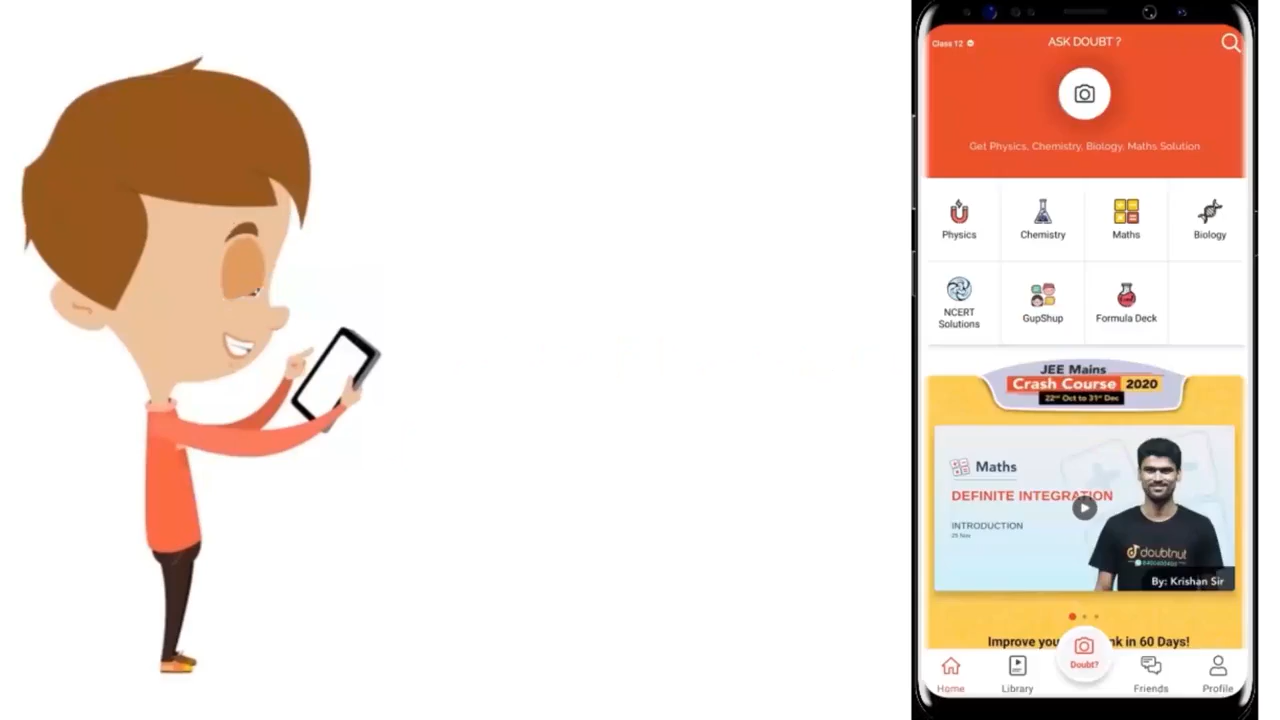 Class 12
ASK DOUBT ?
Get Physics, Chemistry, Biology, Maths Solution
Physics
Chemistry
Maths
Biology
NCERT
Solutions
GupShup
Formula Deck
JEE Mains
Crash Course 2020
22nd Oct to 31st Dec
Maths
DEFINITE INTEGRATION
INTRODUCTION
25 Nov
doubtnut
By: Krishan Sir
in 60 Days!
Improve
Doubt?
Home
Library
Friends
Profile